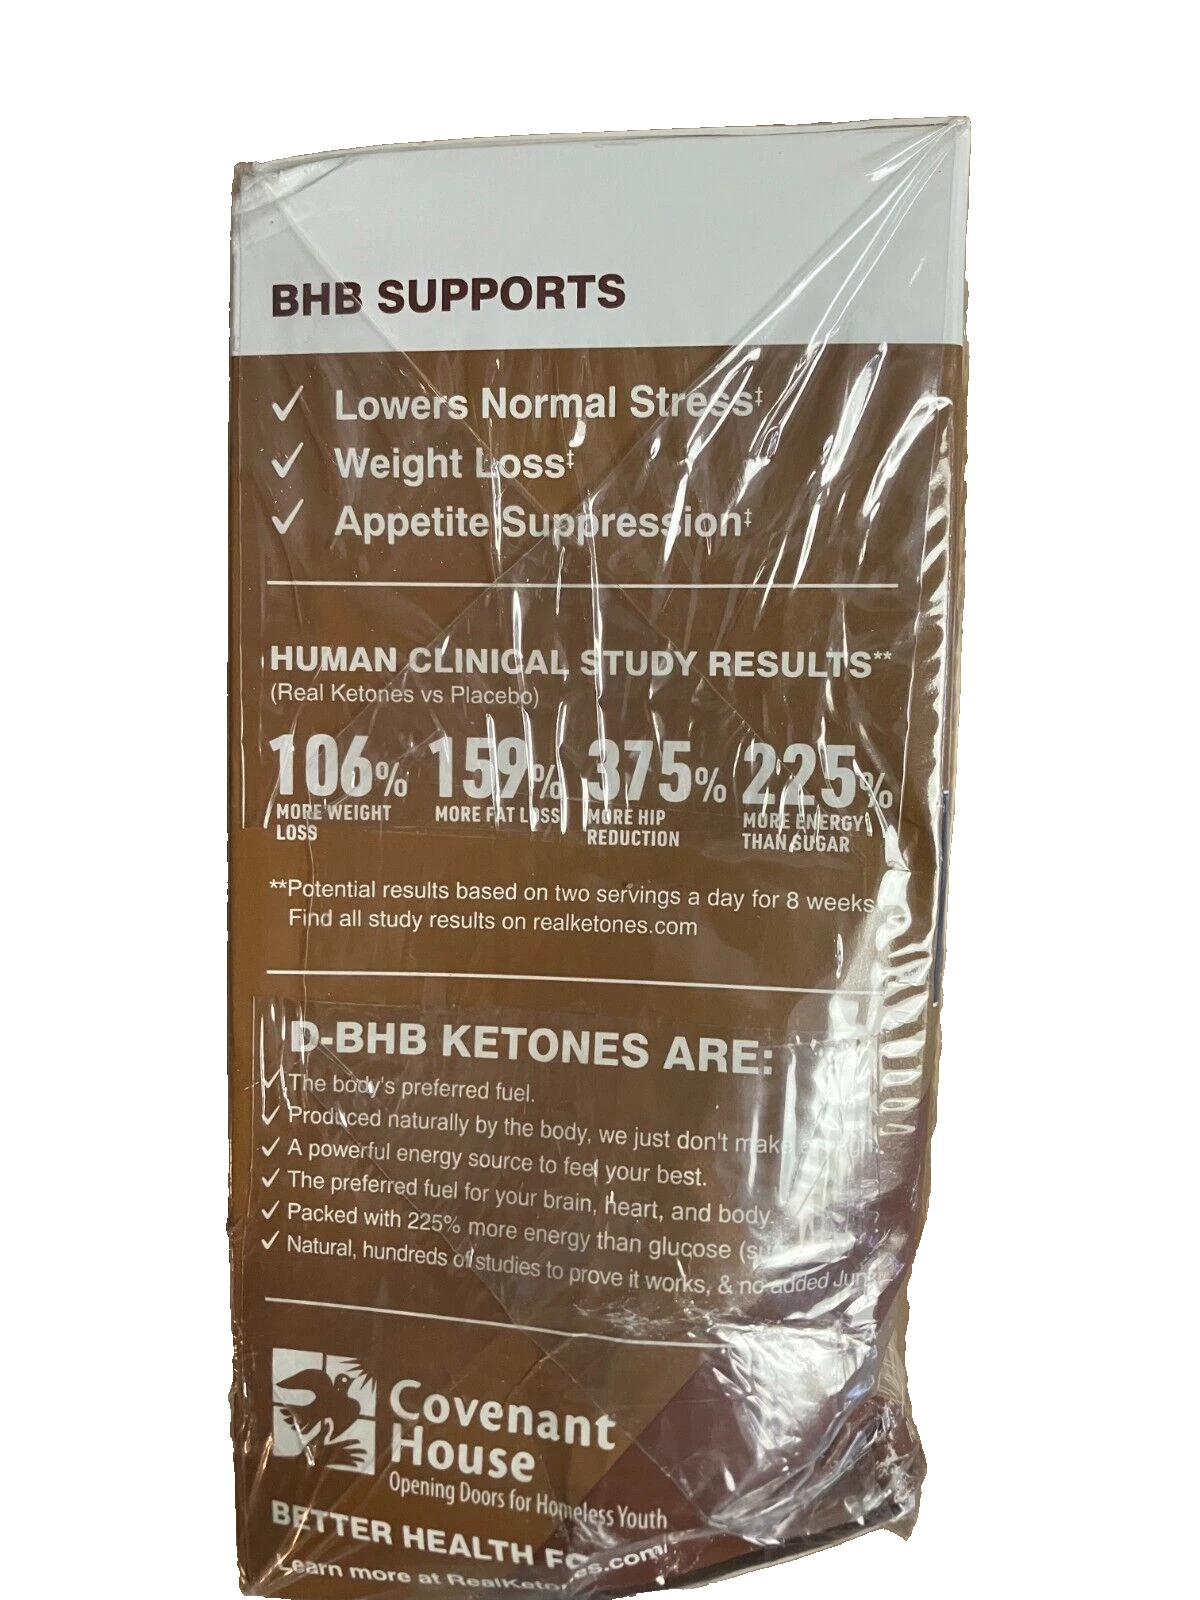 BHB SUPPORTS
✓ Lowers Normal Stress‡
✓ Weight Loss‡
✓ Appetite Suppression‡
HUMAN CLINICAL STUDY RESULTS**
(Real Ketones vs Placebo)
106% 159% 375% 225%
MORE WEIGHT LOSS
MORE FAT LOSS
MORE HIP REDUCTION
MORE ENERGY THAN SUGAR
**Potential results based on two servings a day for 8 weeks
Find all study results on realketones.com
D-BHB KETONES ARE:
✓ The body's preferred fuel.
✓ Produced naturally by the body, we just don't make
✓ A powerful energy source to feel your best.
✓ The preferred fuel for your brain, heart, and body.
✓ Packed with 225% more energy than glucose
✓ Natural, hundreds of studies to prove it works, & no added
Covenant
House
Opening Doors for Homeless Youth
BETTER HEALTH
Learn more at